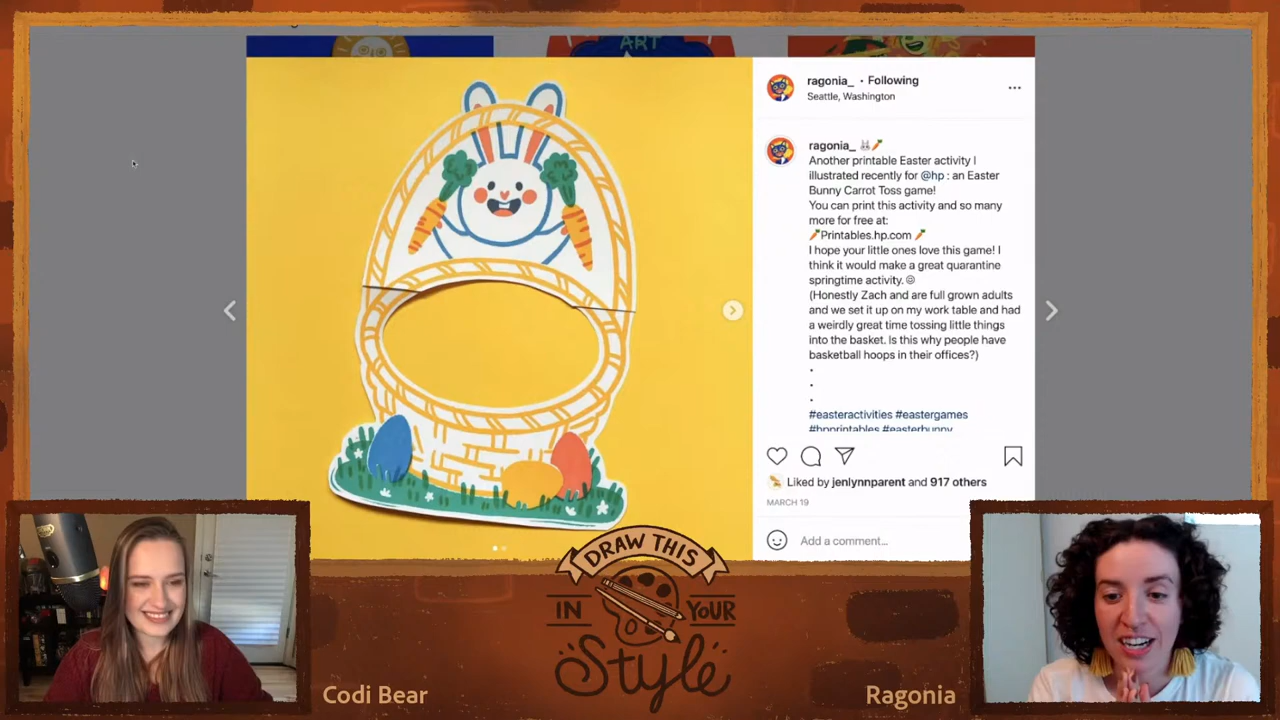 ART
ragonia_ • Following
Seattle, Washington
ragonia_ 🐰🥕
Another printable Easter activity I
illustrated recently for @hp : an Easter
Bunny Carrot Toss game!
You can print this activity and so many
more for free at:
🥕Printables.hp.com 🥕
I hope your little ones love this game! I
think it would make a great quarantine
springtime activity.
(Honestly Zach and are full grown adults
and we set it up on my work table and had
a weirdly great time tossing little things
into the basket. Is this why people have
basketball hoops in their offices?)
.
.
.
#easteractivities #eastergames
#hpprintables #easterbunny
Liked by jenlynnparent and 917 others
MARCH 19
Add a comment...
DRAW THIS
IN YOUR
Style
Codi Bear
Ragonia